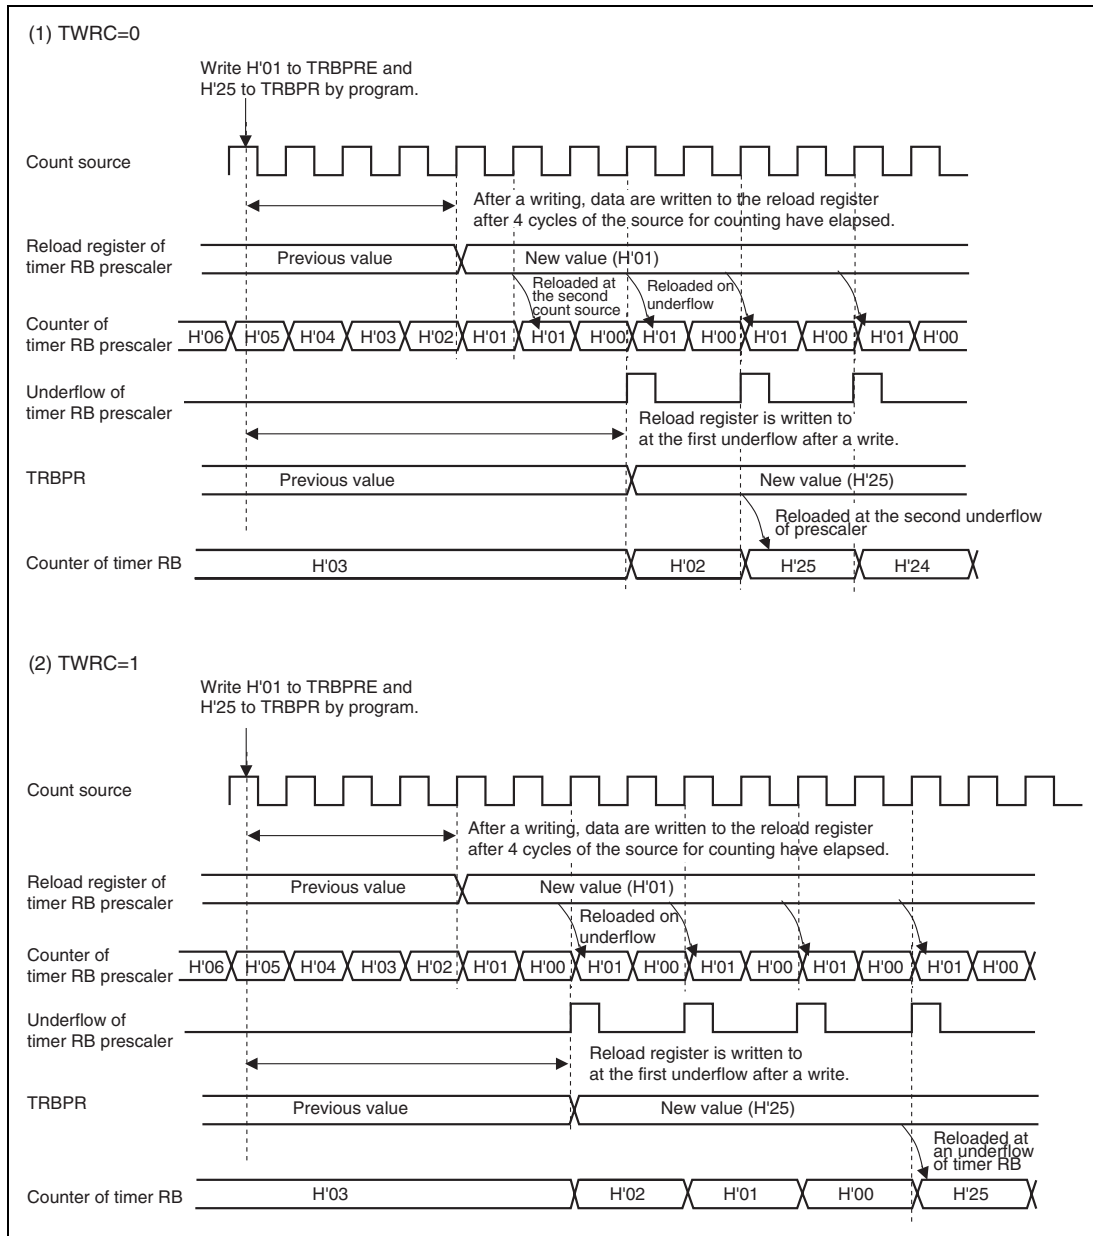 (1) TWRC=0
Write H'01 to TRBPRE and
H'25 to TRBPR by program.
Count source
After a writing, data are written to the reload register
after 4 cycles of the source for counting have elapsed.
Reload register of
timer RB prescaler
Previous value
New value (H'01)
Reloaded at
the second
count source
Reloaded on
underflow
Counter of
timer RB prescaler
H'06 H'05 H'04 H'03 H'02 H'01 H'01 H'00 H'01 H'00 H'01 H'00 H'01 H'00
Underflow of
timer RB prescaler
Reload register is written to
at the first underflow after a write.
TRBPR
Previous value
New value (H'25)
Reloaded at the second underflow
of prescaler
Counter of timer RB
H'03 H'02 H'25 H'24
(2) TWRC=1
Write H'01 to TRBPRE and
H'25 to TRBPR by program.
Count source
After a writing, data are written to the reload register
after 4 cycles of the source for counting have elapsed.
Reload register of
timer RB prescaler
Previous value
New value (H'01)
Reloaded on
underflow
Counter of
timer RB prescaler
H'06 H'05 H'04 H'03 H'02 H'01 H'00 H'01 H'00 H'01 H'00 H'01 H'00 H'01 H'00
Underflow of
timer RB prescaler
Reload register is written to
at the first underflow after a write.
TRBPR
Previous value
New value (H'25)
Reloaded at
an underflow
of timer RB
Counter of timer RB
H'03 H'02 H'01 H'00 H'25